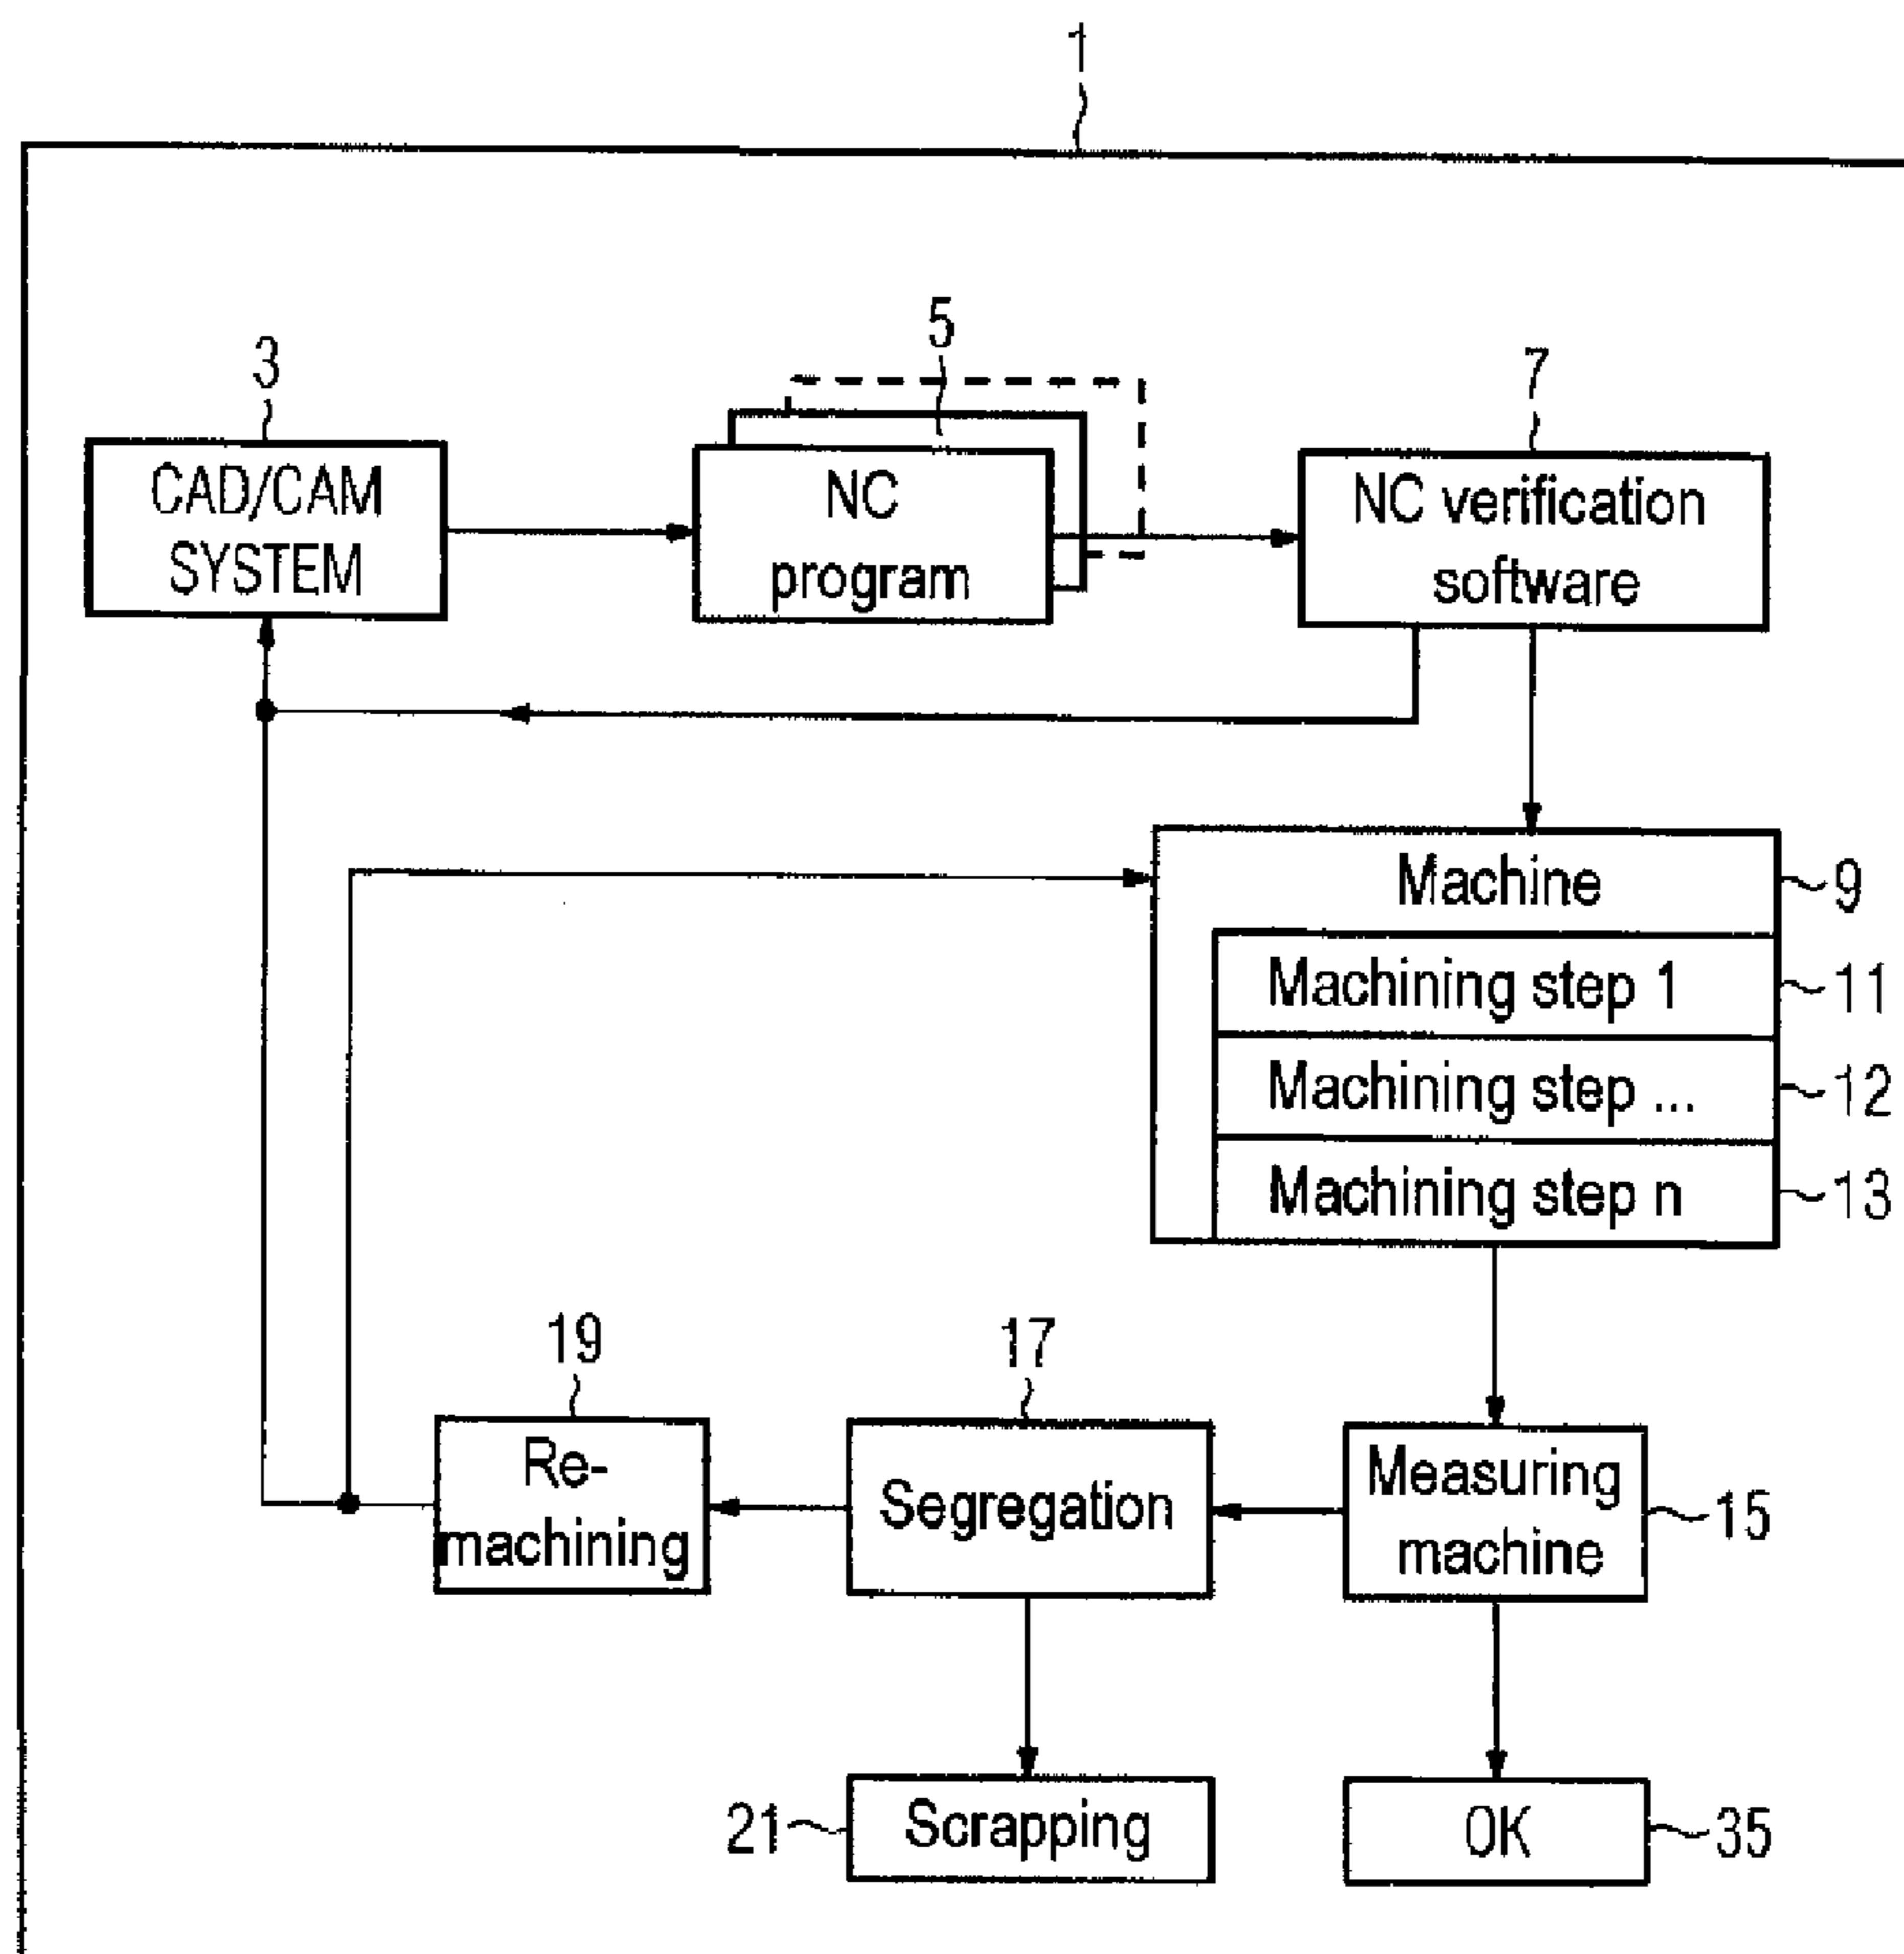 1
3
CAD/CAM
SYSTEM
5
NC
program
7
NC verification
software
Machine
9
Machining step 1
11
Machining step ...
12
Machining step n
13
19
Re-
machining
17
Segregation
Measuring
machine
15
21
Scrapping
OK
35